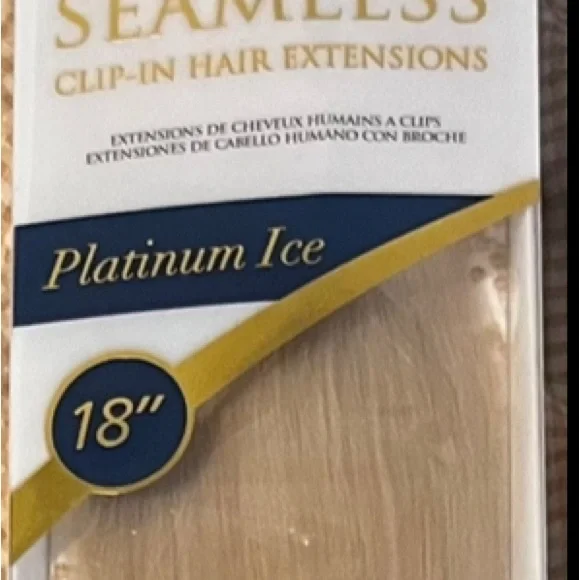 SEAMLESS
CLIP-IN HAIR EXTENSIONS
EXTENSIONS DE CHEVEUX HUMAINS A CLIPS
EXTENSIONES DE CABELLO HUMANO CON BROCHE
Platinum Ice
18"